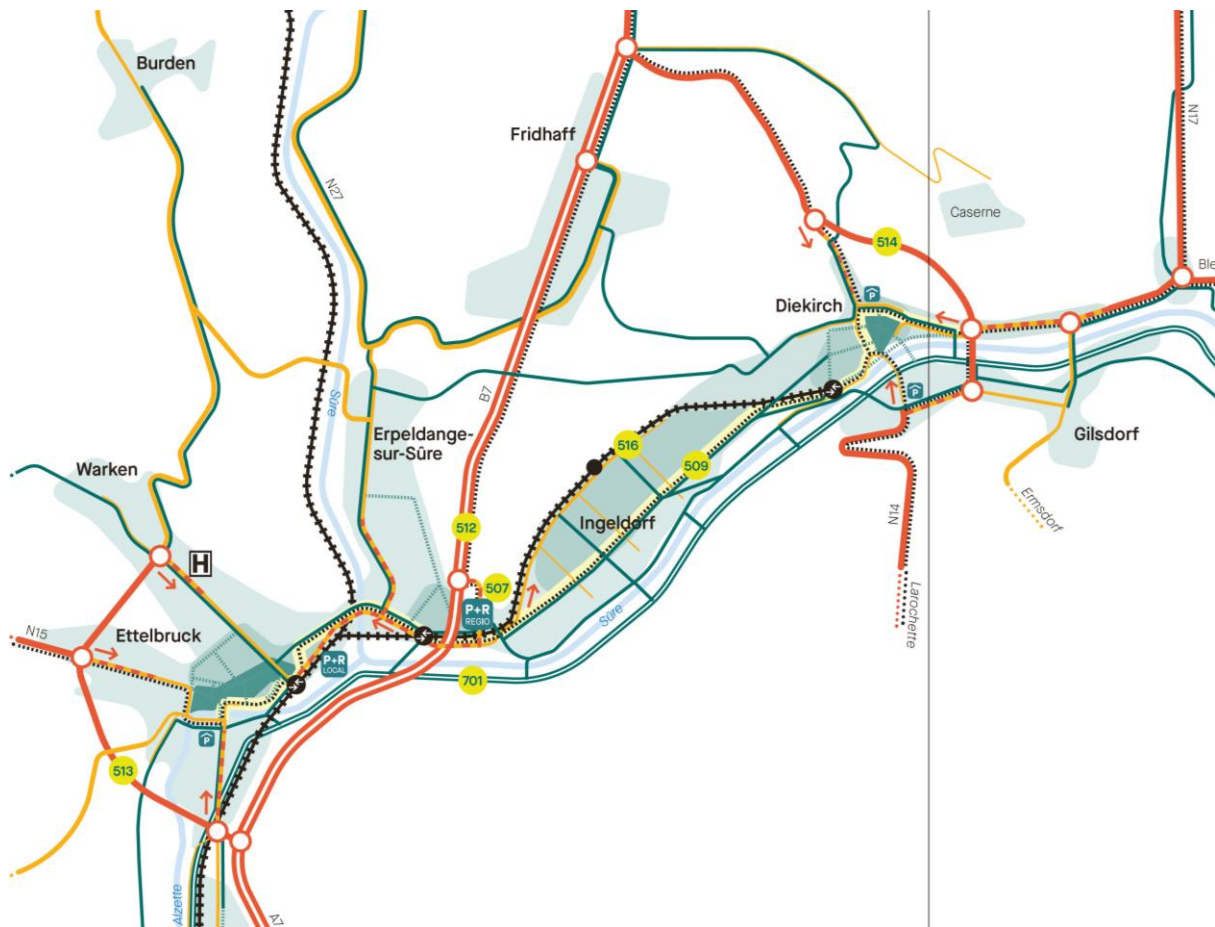 Burden
Fridhaff
N17
N27
Caserne
514
Ble
Diekirch
P
Sûre
B7
Erpeldange-
sur-Sûre
516
509
Gilsdorf
Warken
P
Ingeldorf
512
N14
Ermsdorf
H
507
P+R
REGIO
Larochette
Sûre
N15
Ettelbruck
P+R
LOCAL
701
P
513
Alzette
A7